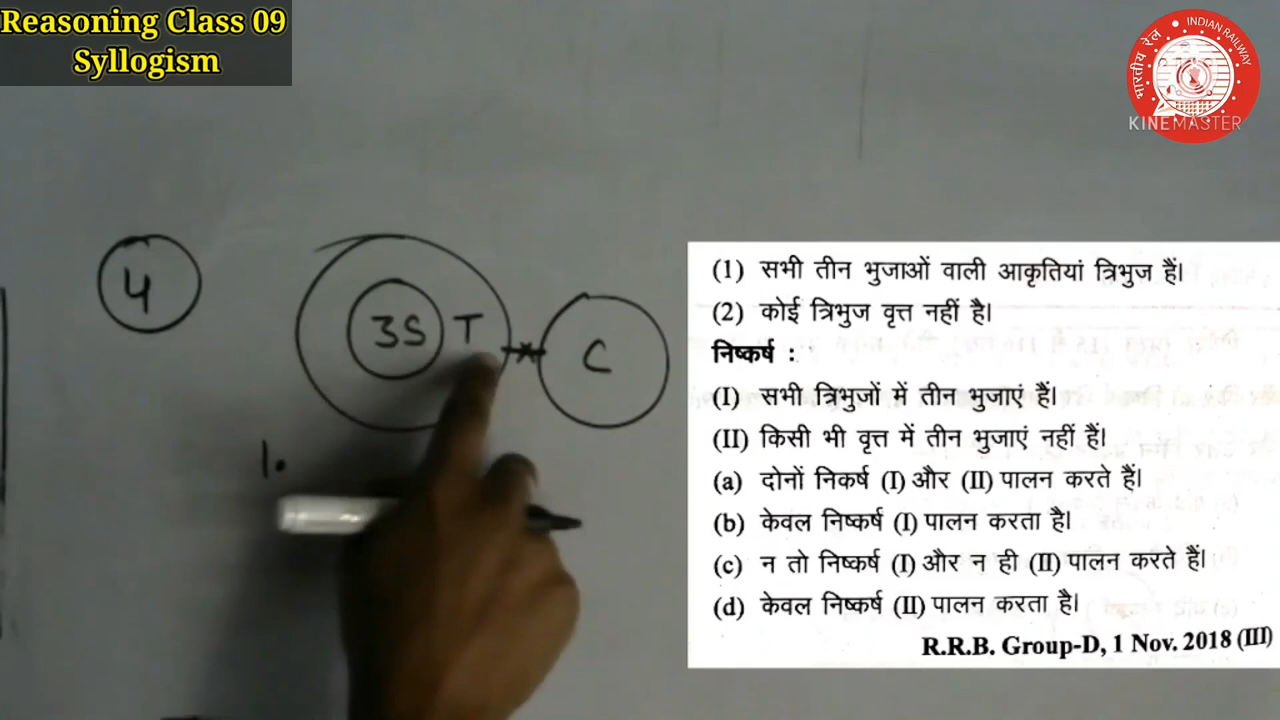 Reasoning Class 09
Syllogism
भारतीय रेल
INDIAN RAILWAY
KINEMASTER
4
3S
T
C
1.
(1) सभी तीन भुजाओं वाली आकृतियां त्रिभुज हैं।
(2) कोई त्रिभुज वृत्त नहीं है।
निष्कर्ष :
(I) सभी त्रिभुजों में तीन भुजाएं हैं।
(II) किसी भी वृत्त में तीन भुजाएं नहीं हैं।
(a) दोनों निकर्ष (I) और (II) पालन करते हैं।
(b) केवल निष्कर्ष (I) पालन करता है।
(c) न तो निष्कर्ष (I) और न ही (II) पालन करते हैं।
(d) केवल निष्कर्ष (II) पालन करता है।
R.R.B. Group-D, 1 Nov. 2018 (III)